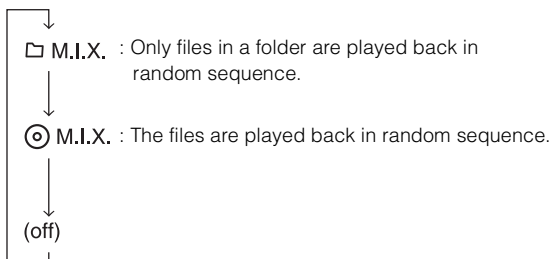 M.I.X. : Only files in a folder are played back in
random sequence.
M.I.X. : The files are played back in random sequence.
(off)